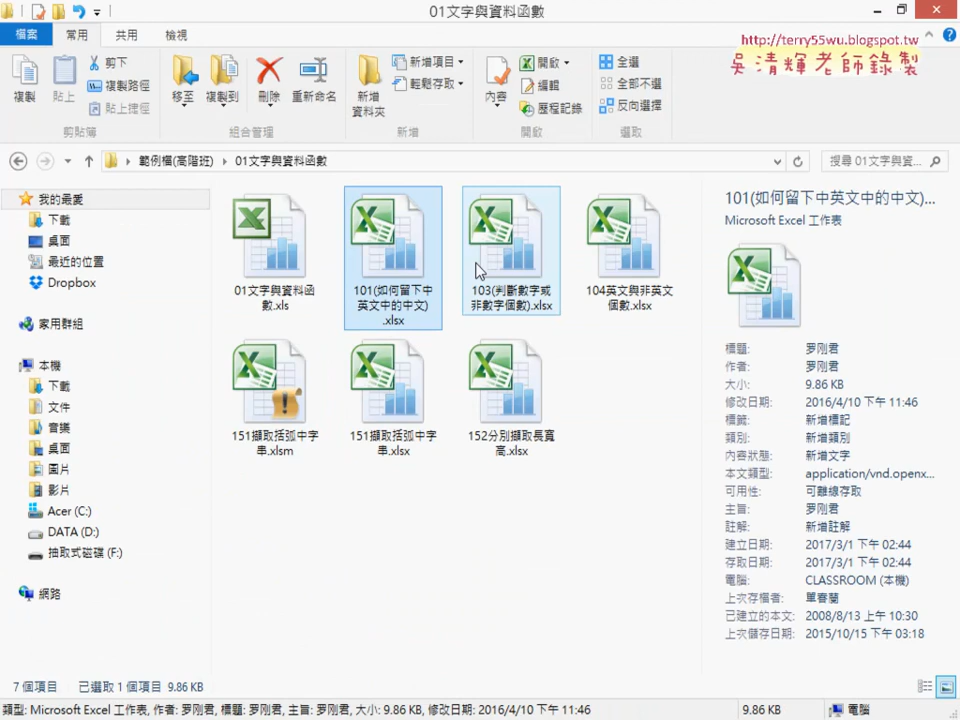 01文字與資料函數
檔案 常用 共用 檢視
http://terry55wu.blogspot.tw
吳清輝老師錄製
複製 貼上 剪下 複製路徑 貼上捷徑
移至 複製到 刪除 重新命名
新增資料夾 新增項目 輕鬆存取
內容 開啟 編輯 歷程記錄
全選 全部不選 反向選擇
剪貼簿 組合管理 新增 開啟 選取
範例檔(高階班) 01文字與資料函數
搜尋 01文字與資...
我的最愛
下載
桌面
最近的位置
Dropbox
家用群組
本機
下載
文件
音樂
桌面
圖片
影片
Acer (C:)
DATA (D:)
抽取式磁碟 (F:)
網路
01文字與資料函
數.xls
101(如何留下中
英文中的中文)
.xlsx
103(判斷數字或
非數字個數).xlsx
104英文與非英文
個數.xlsx
151擷取括弧中字
串.xlsm
151擷取括弧中字
串.xlsx
152分別擷取長寬
高.xlsx
101(如何留下中英文中的中文)...
Microsoft Excel 工作表
標題: 罗刚君
作者: 罗刚君
大小: 9.86 KB
修改日期: 2016/4/10 下午 11:46
標籤: 新增標記
類別: 新增類別
內容狀態: 新增文字
本文類型: application/vnd.openx...
可用性: 可離線存取
主旨: 罗刚君
註解: 新增註解
建立日期: 2017/3/1 下午 02:44
存取日期: 2017/3/1 下午 02:44
電腦: CLASSROOM (本機)
上次存檔者: 單春蘭
已建立的本文: 2008/8/13 上午 10:30
上次儲存日期: 2015/10/15 下午 03:18
7 個項目 已選取 1 個項目 9.86 KB
類型: Microsoft Excel 工作表, 作者: 罗刚君, 標題: 罗刚君, 主旨: 罗刚君, 大小: 9.86 KB, 修改日期: 2016/4/10 下午 11:46 9.86 KB 電腦